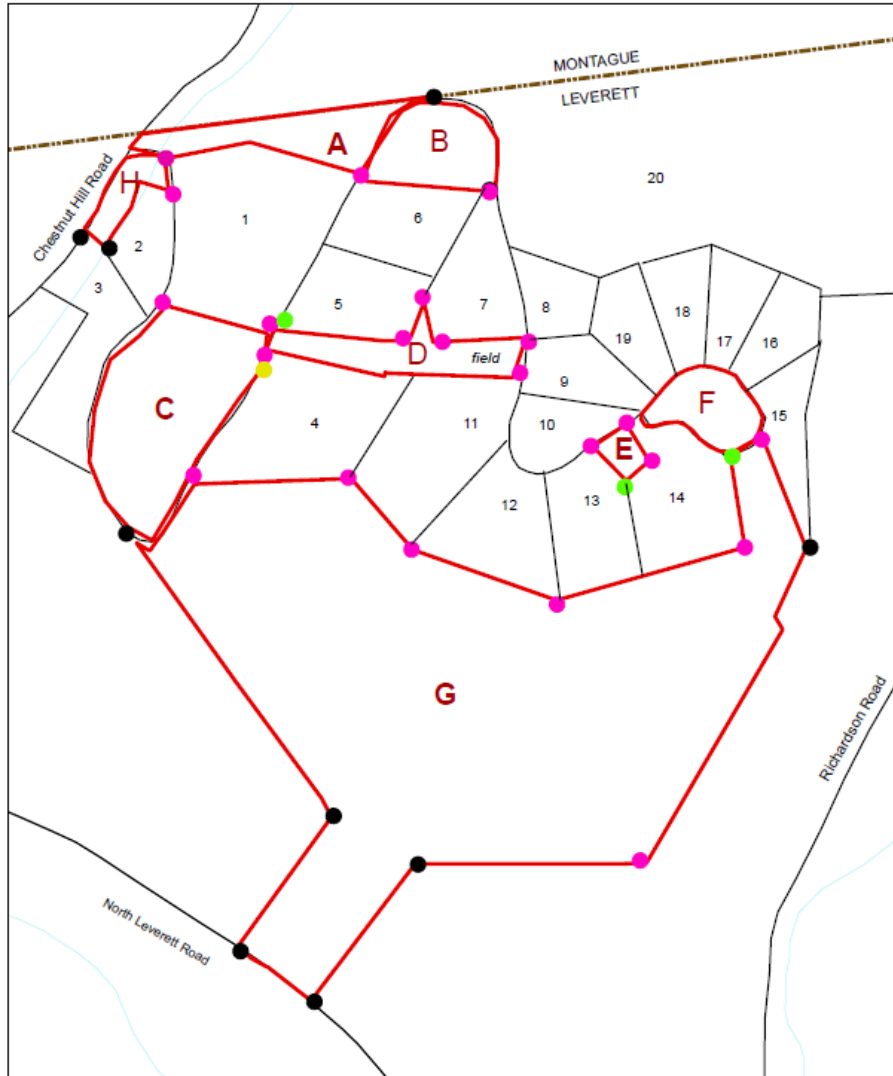 MONTAGUE
LEVERETT
A
B
Chestnut Hill Road
H
20
1
6
2
3
5
7
8
18
19
17
16
D
field
9
F
C
4
11
10
E
15
12
13
14
G
Richardson Road
North Leverett Road